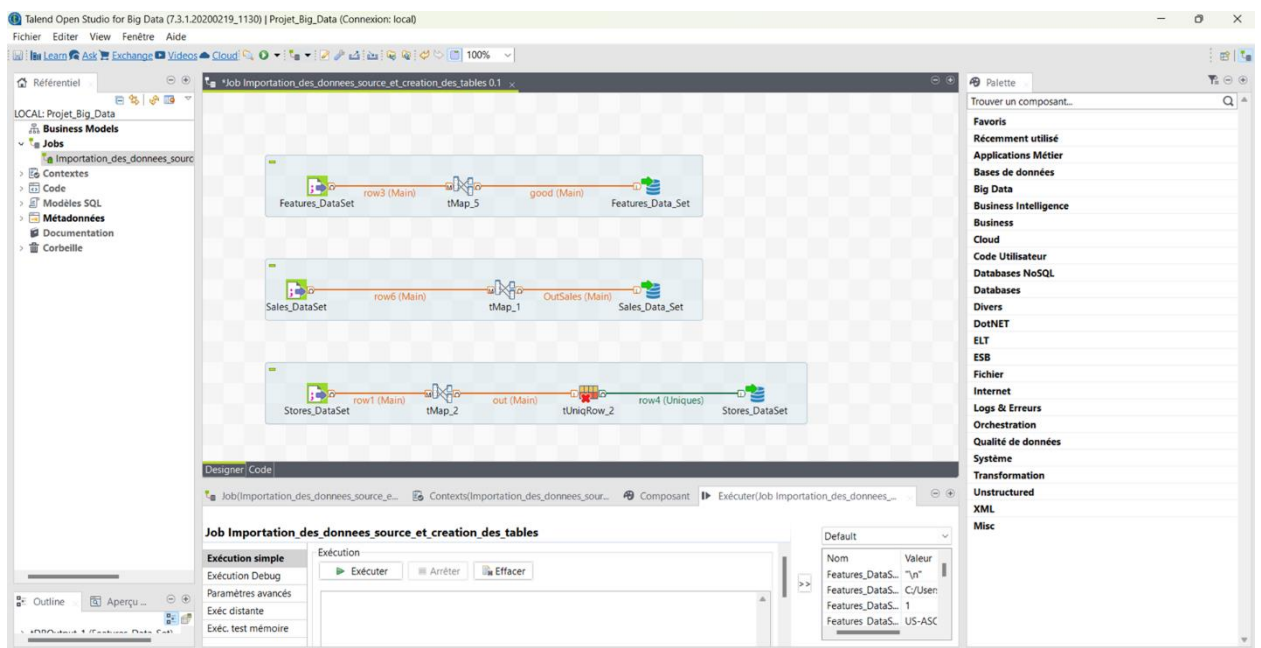 Talend Open Studio for Big Data (7.3.1.20200219_1130) | Projet_Big_Data (Connexion: local)
Fichier Editer View Fenêtre Aide
Learn Ask Exchange Videos Cloud 100%
Référentiel
LOCAL: Projet_Big_Data
Business Models
Jobs
Importation_des_donnees_sourc
Contextes
Code
Modèles SQL
Métadonnées
Documentation
Corbeille
*Job Importation_des_donnees_source_et_creation_des_tables 0.1
row3 (Main) good (Main)
Features_DataSet tMap_5 Features_Data_Set
row6 (Main) OutSales (Main)
Sales_DataSet tMap_1 Sales_Data_Set
row1 (Main) out (Main) row4 (Uniques)
Stores_DataSet tMap_2 tUniqRow_2 Stores_DataSet
Designer Code
Palette
Trouver un composant...
Favoris
Récemment utilisé
Applications Métier
Bases de données
Big Data
Business Intelligence
Business
Cloud
Code Utilisateur
Databases NoSQL
Databases
Divers
DotNET
ELT
ESB
Fichier
Internet
Logs & Erreurs
Orchestration
Qualité de données
Système
Transformation
Unstructured
XML
Misc
Job(Importation_des_donnees_source_e... Contexts(Importation_des_donnees_sour... Composant Exécuter(Job Importation_des_donnees_...
Job Importation_des_donnees_source_et_creation_des_tables
Exécution simple
Exécution Debug
Paramètres avancés
Exéc distante
Exéc. test mémoire
Exécution
Exécuter Arrêter Effacer
Default
>>
Nom Valeur
Features_DataS... "\n"
Features_DataS... C:/User:
Features_DataS... 1
Features_DataS... US-ASC
Outline Aperçu ...